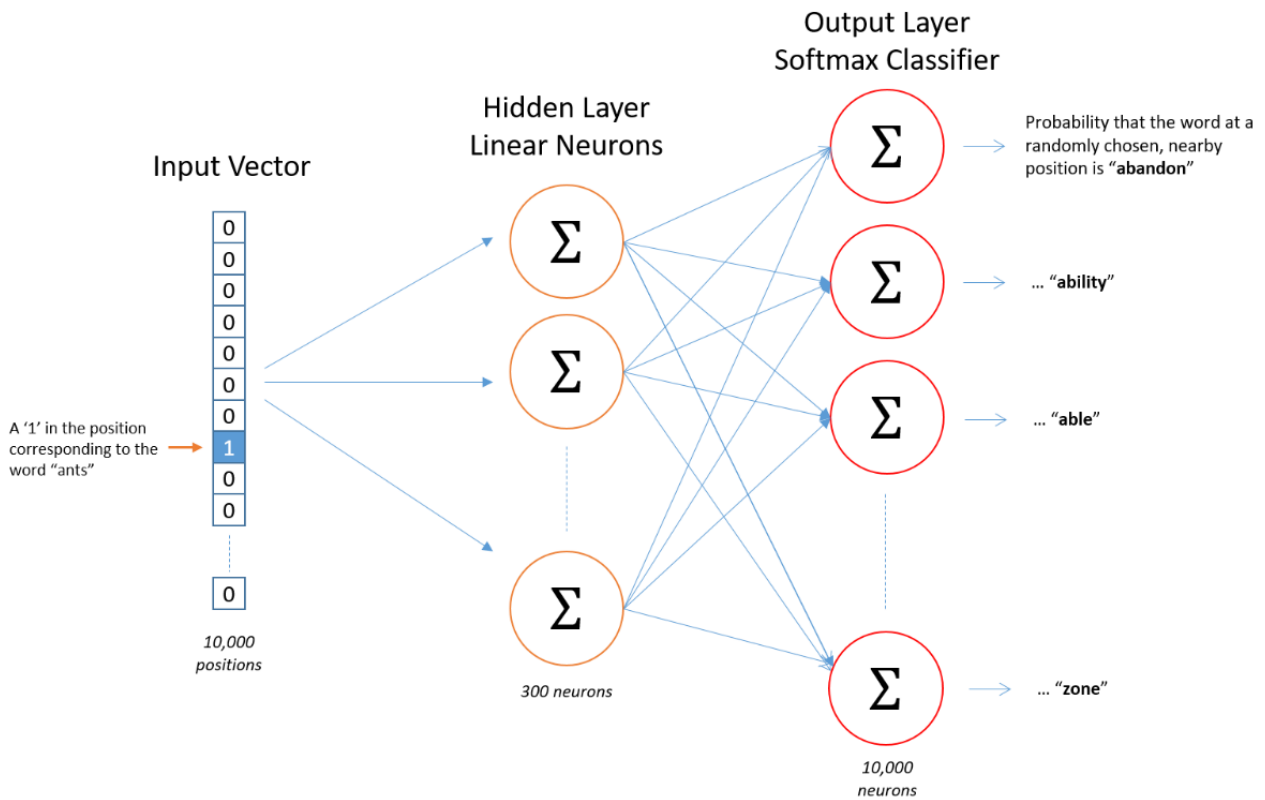 Output Layer
Softmax Classifier
Hidden Layer
Linear Neurons
Input Vector
0
0
0
0
0
0
0
1
0
0
0
A ‘1’ in the position
corresponding to the
word “ants”
10,000
positions
Σ
Σ
Σ
300 neurons
Σ
Σ
Σ
Σ
10,000
neurons
Probability that the word at a
randomly chosen, nearby
position is “abandon”
... “ability”
... “able”
... “zone”